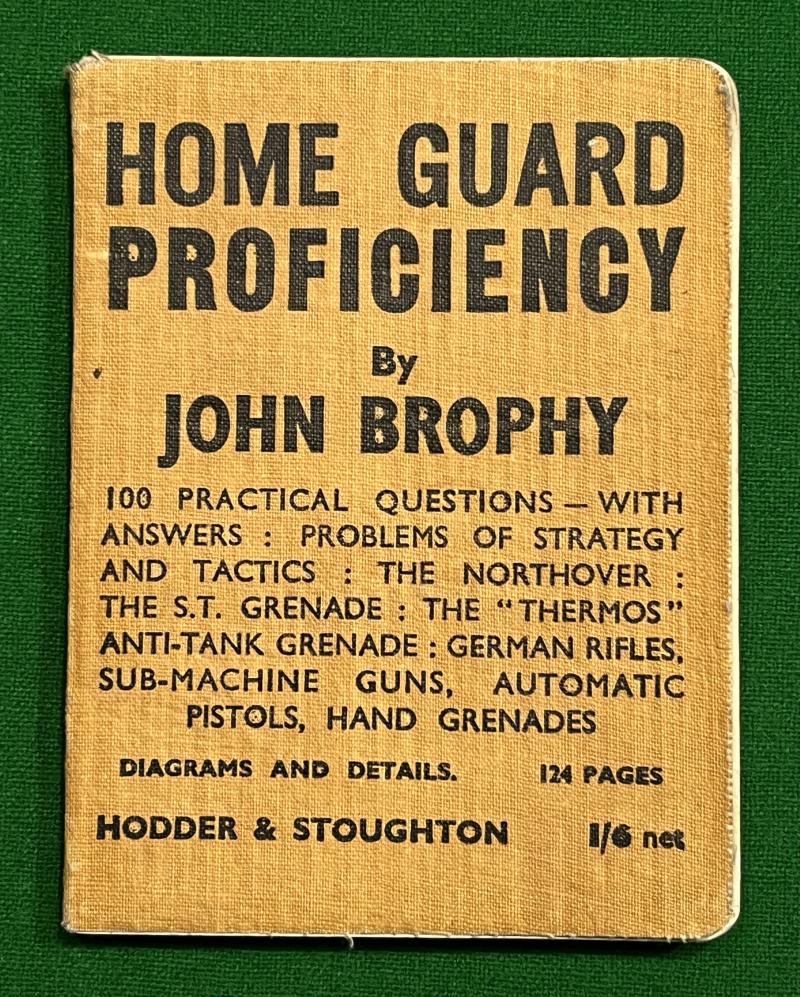 HOME GUARD
PROFICIENCY
By
JOHN BROPHY
100 PRACTICAL QUESTIONS — WITH
ANSWERS : PROBLEMS OF STRATEGY
AND TACTICS : THE NORTHOVER :
THE S.T. GRENADE : THE “THERMOS”
ANTI-TANK GRENADE : GERMAN RIFLES,
SUB-MACHINE GUNS, AUTOMATIC
PISTOLS, HAND GRENADES
DIAGRAMS AND DETAILS. 124 PAGES
HODDER & STOUGHTON 1/6 net